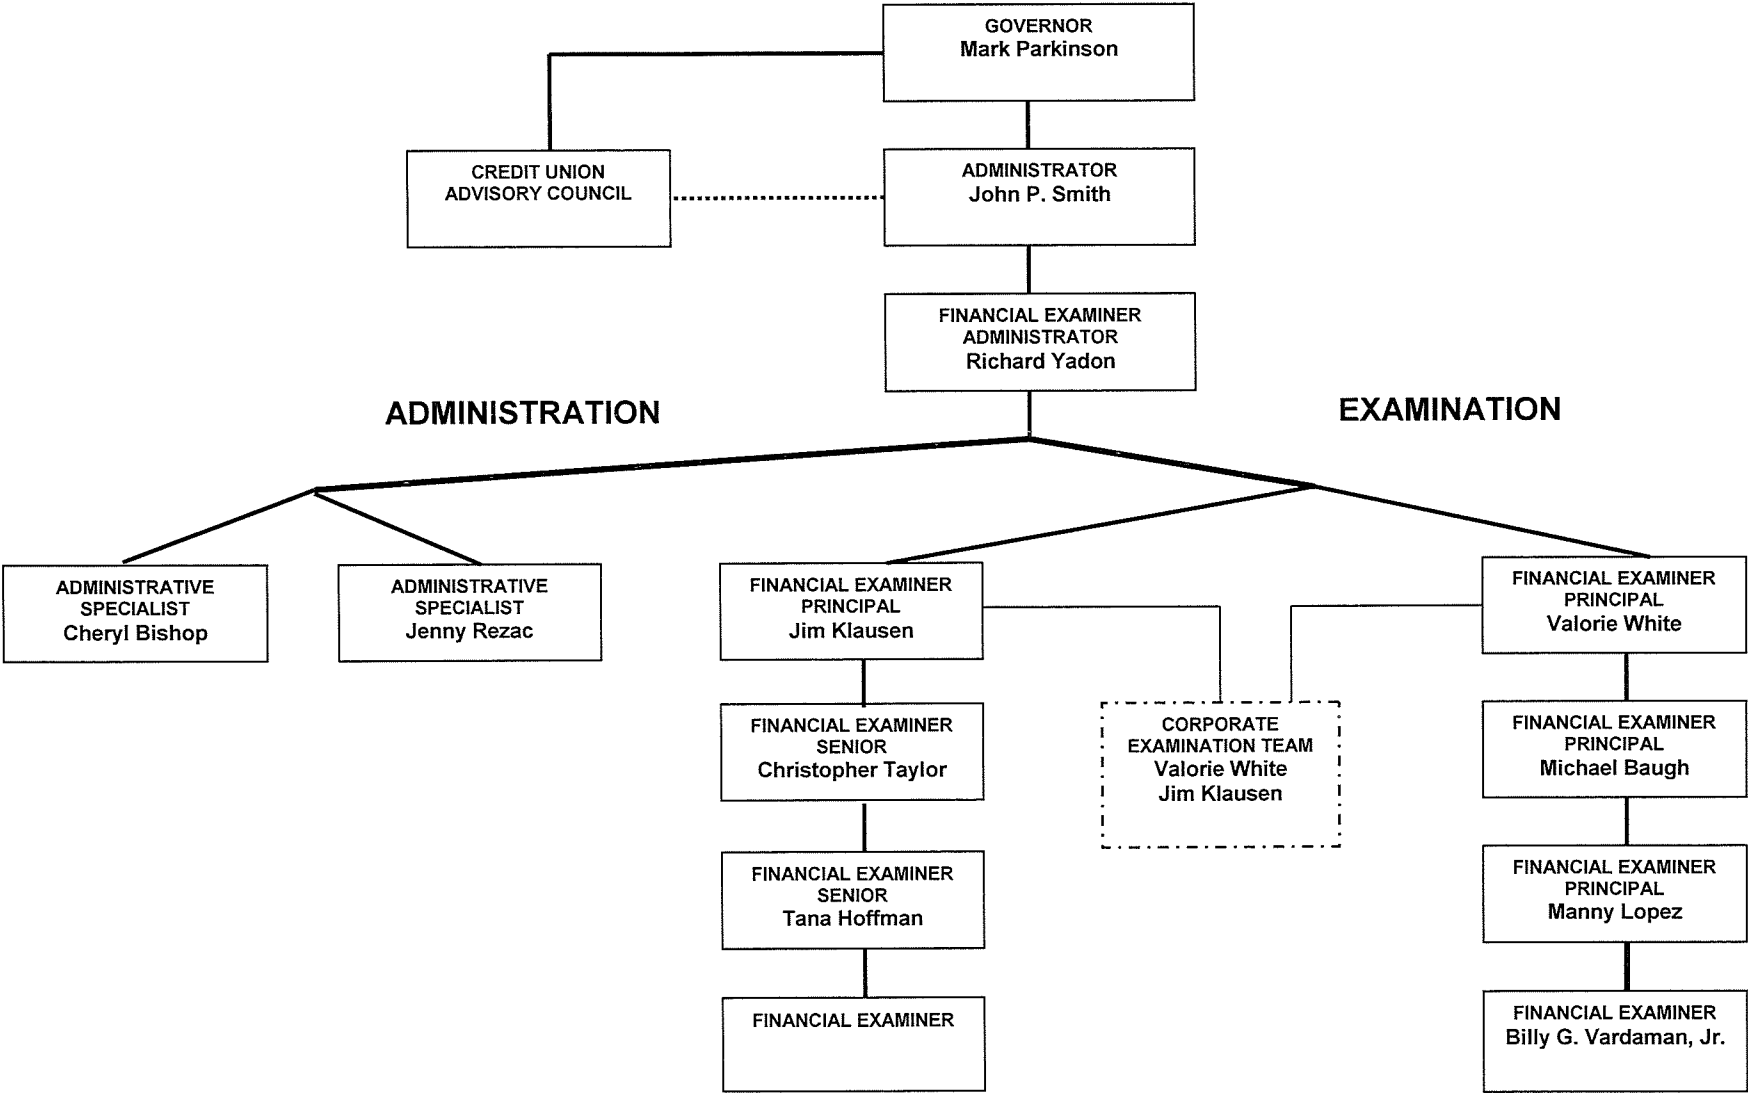 GOVERNOR
Mark Parkinson
CREDIT UNION
ADVISORY COUNCIL
ADMINISTRATOR
John P. Smith
FINANCIAL EXAMINER
ADMINISTRATOR
Richard Yadon
ADMINISTRATION
EXAMINATION
ADMINISTRATIVE
SPECIALIST
Cheryl Bishop
ADMINISTRATIVE
SPECIALIST
Jenny Rezac
FINANCIAL EXAMINER
PRINCIPAL
Jim Klausen
FINANCIAL EXAMINER
PRINCIPAL
Valorie White
FINANCIAL EXAMINER
SENIOR
Christopher Taylor
CORPORATE
EXAMINATION TEAM
Valorie White
Jim Klausen
FINANCIAL EXAMINER
PRINCIPAL
Michael Baugh
FINANCIAL EXAMINER
SENIOR
Tana Hoffman
FINANCIAL EXAMINER
PRINCIPAL
Manny Lopez
FINANCIAL EXAMINER
FINANCIAL EXAMINER
Billy G. Vardaman, Jr.